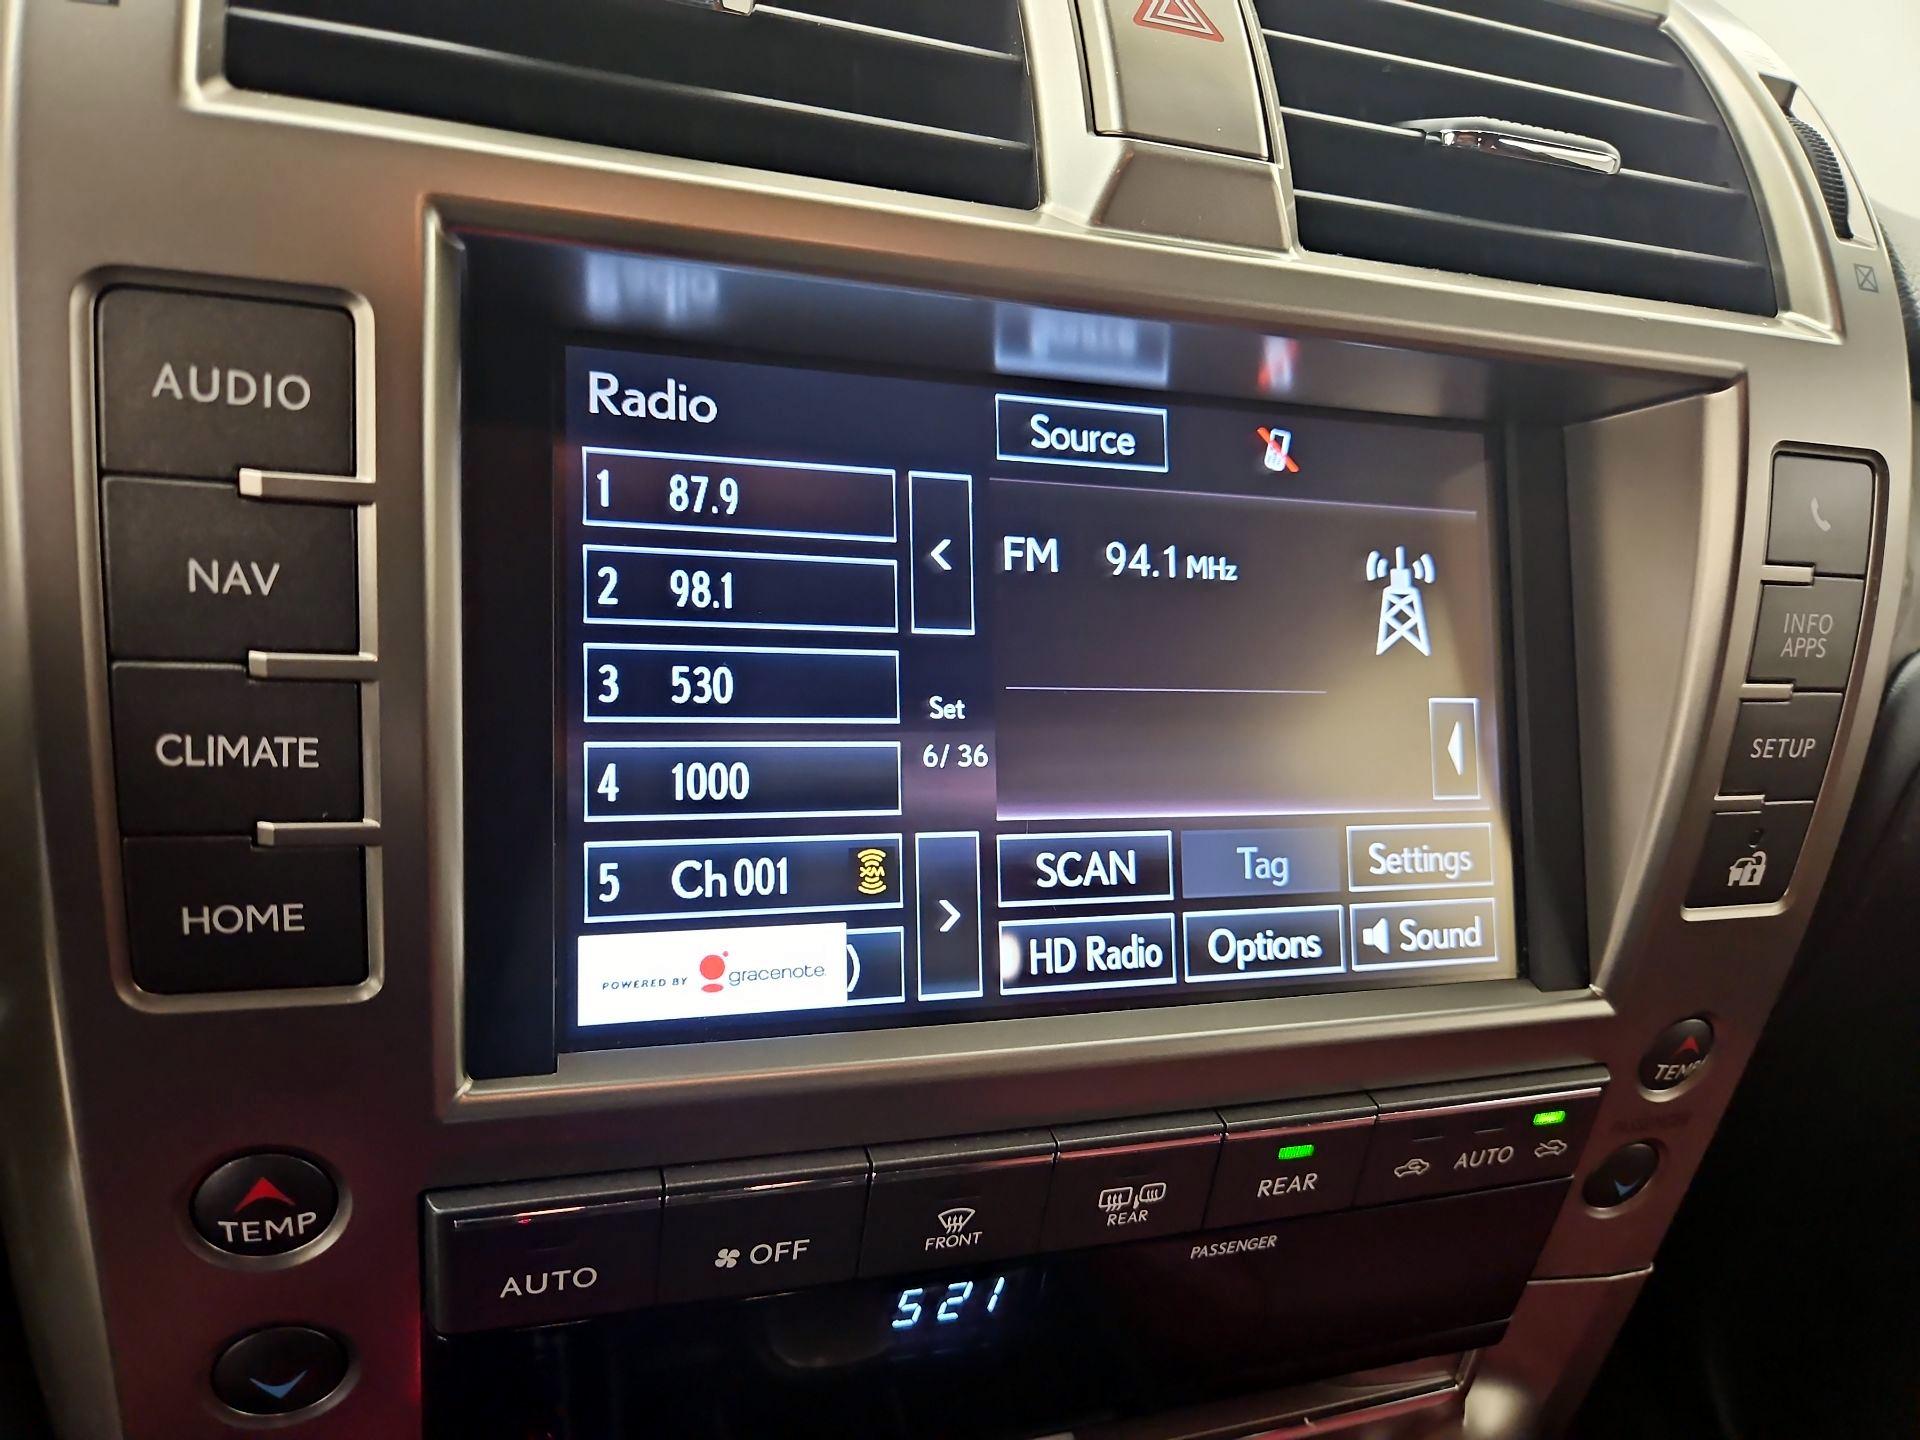 AUDIO
NAV
CLIMATE
HOME
Radio
Source
1 87.9
2 98.1
3 530
4 1000
5 Ch 001 XM
<
Set
6/ 36
>
FM 94.1 MHz
SCAN Tag Settings
HD Radio Options Sound
POWERED BY gracenote.
INFO
APPS
SETUP
TEMP
TEMP
AUTO
OFF
FRONT
REAR
REAR
AUTO
PASSENGER
521